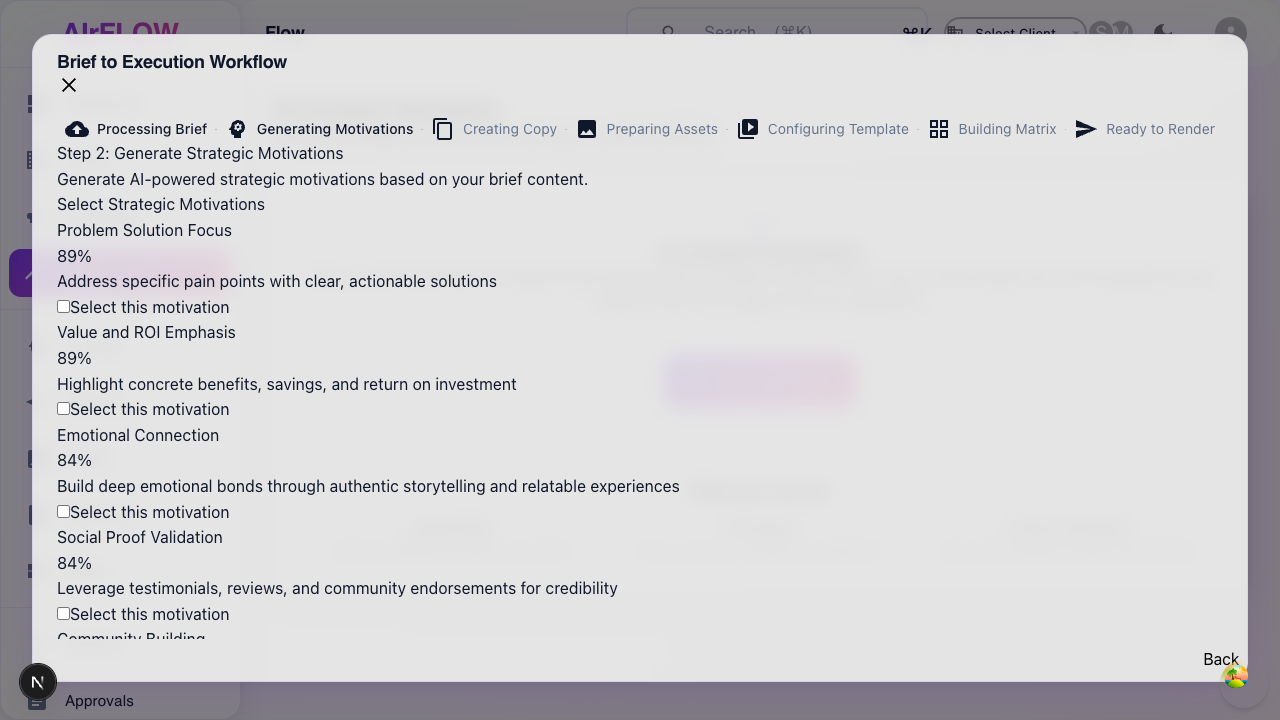 AIrFLOW
Flow
Search... (⌘K)
⌘K
Select Client
S
M
Brief to Execution Workflow
Processing Brief
Generating Motivations
Creating Copy
Preparing Assets
Configuring Template
Building Matrix
Ready to Render
Step 2: Generate Strategic Motivations
Generate AI-powered strategic motivations based on your brief content.
Select Strategic Motivations
Problem Solution Focus
89%
Address specific pain points with clear, actionable solutions
Select this motivation
Value and ROI Emphasis
89%
Highlight concrete benefits, savings, and return on investment
Select this motivation
Emotional Connection
84%
Build deep emotional bonds through authentic storytelling and relatable experiences
Select this motivation
Social Proof Validation
84%
Leverage testimonials, reviews, and community endorsements for credibility
Select this motivation
Community Building
Back
N
Approvals